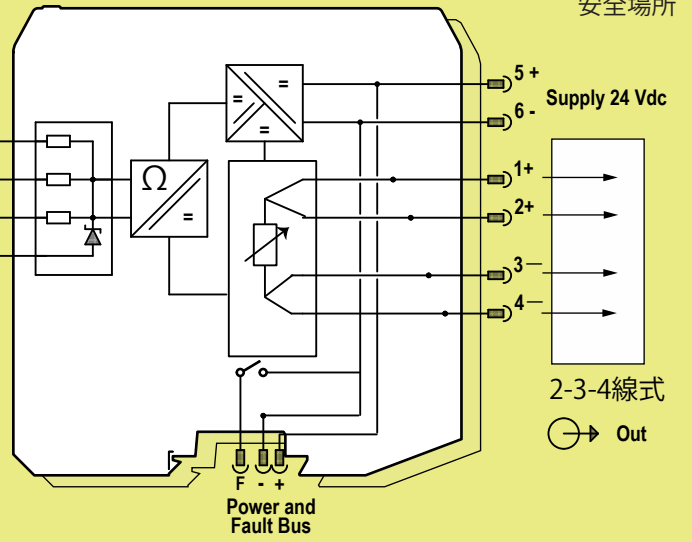 安全場所
5 +
Supply 24 Vdc
6 -
=
=
=
1+
Ω
=
2+
3—
4—
2-3-4線式
Out
F - +
Power and
Fault Bus